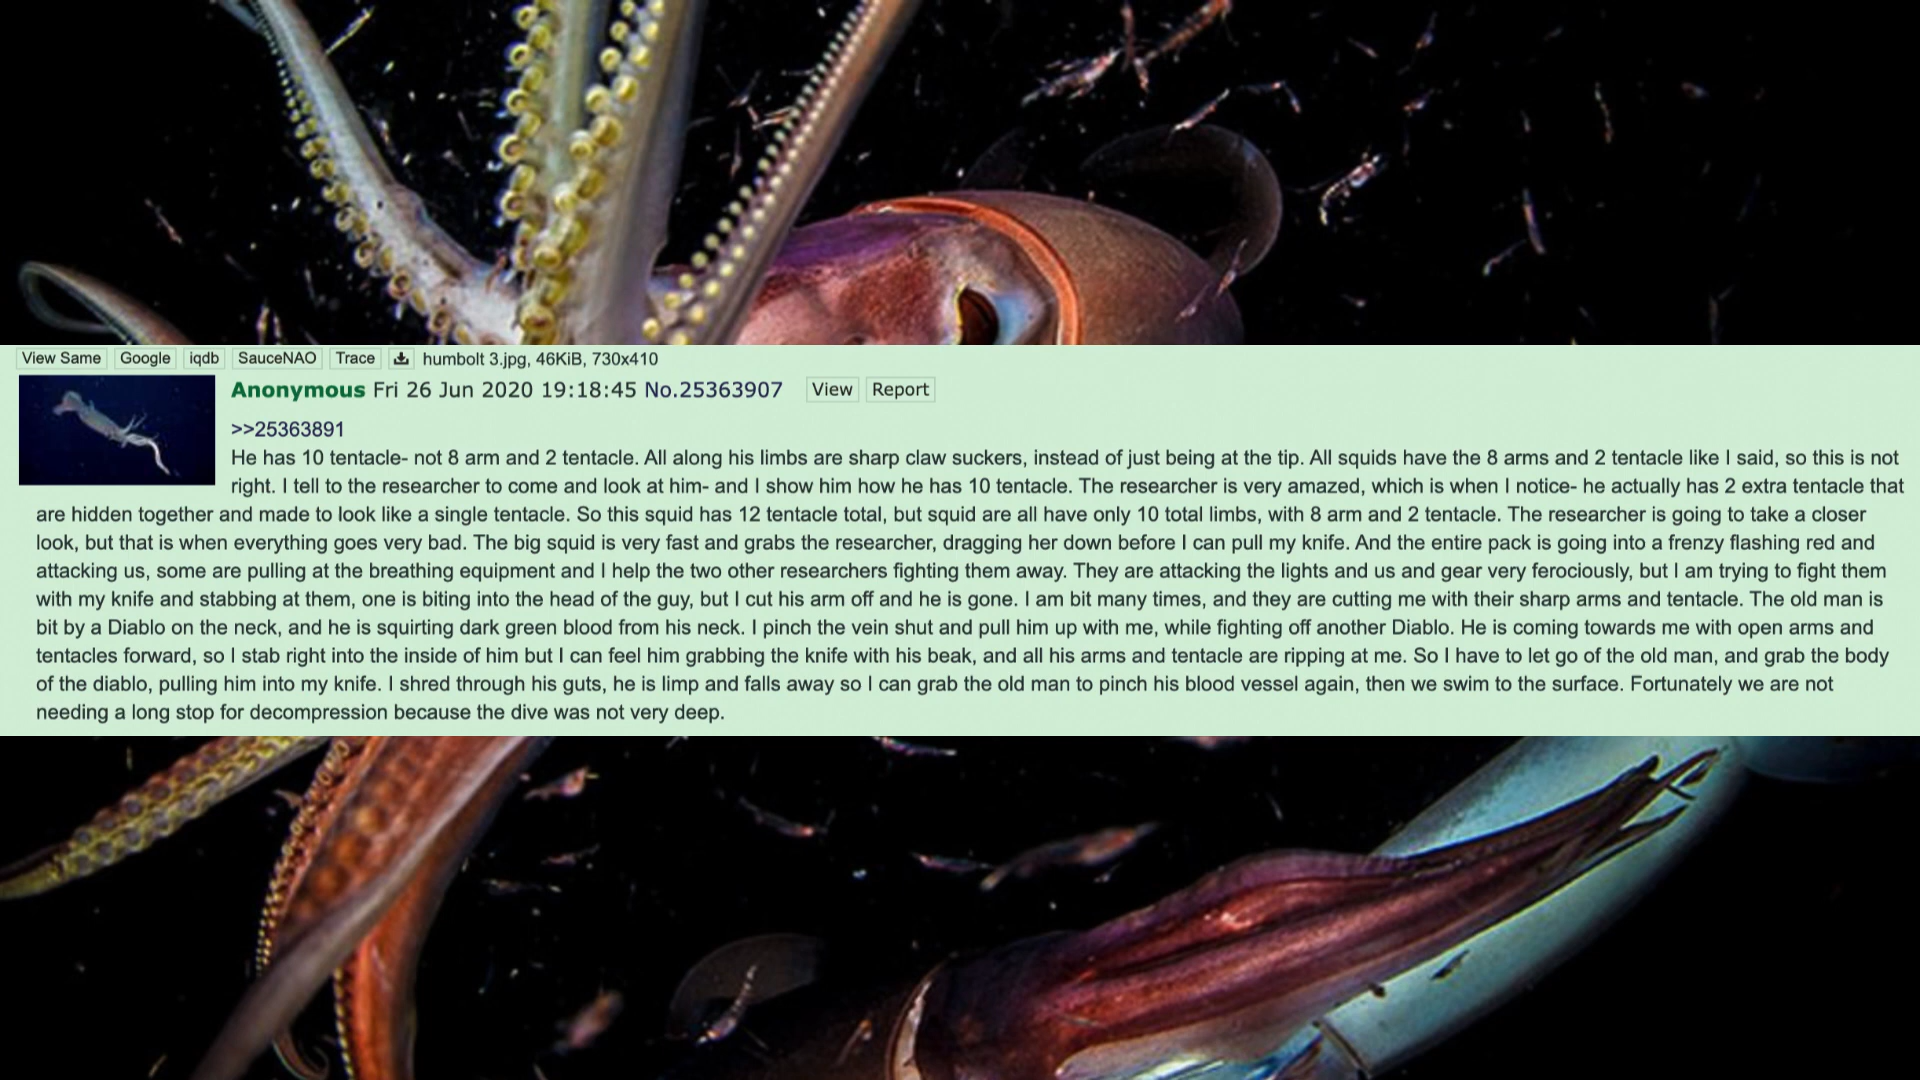 View Same Google iqdb SauceNAO Trace humbolt 3.jpg, 46KiB, 730x410
Anonymous Fri 26 Jun 2020 19:18:45 No.25363907 View Report
>>25363891
He has 10 tentacle- not 8 arm and 2 tentacle. All along his limbs are sharp claw suckers, instead of just being at the tip. All squids have the 8 arms and 2 tentacle like I said, so this is not
right. I tell to the researcher to come and look at him- and I show him how he has 10 tentacle. The researcher is very amazed, which is when I notice- he actually has 2 extra tentacle that
are hidden together and made to look like a single tentacle. So this squid has 12 tentacle total, but squid are all have only 10 total limbs, with 8 arm and 2 tentacle. The researcher is going to take a closer
look, but that is when everything goes very bad. The big squid is very fast and grabs the researcher, dragging her down before I can pull my knife. And the entire pack is going into a frenzy flashing red and
attacking us, some are pulling at the breathing equipment and I help the two other researchers fighting them away. They are attacking the lights and us and gear very ferociously, but I am trying to fight them
with my knife and stabbing at them, one is biting into the head of the guy, but I cut his arm off and he is gone. I am bit many times, and they are cutting me with their sharp arms and tentacle. The old man is
bit by a Diablo on the neck, and he is squirting dark green blood from his neck. I pinch the vein shut and pull him up with me, while fighting off another Diablo. He is coming towards me with open arms and
tentacles forward, so I stab right into the inside of him but I can feel him grabbing the knife with his beak, and all his arms and tentacle are ripping at me. So I have to let go of the old man, and grab the body
of the diablo, pulling him into my knife. I shred through his guts, he is limp and falls away so I can grab the old man to pinch his blood vessel again, then we swim to the surface. Fortunately we are not
needing a long stop for decompression because the dive was not very deep.